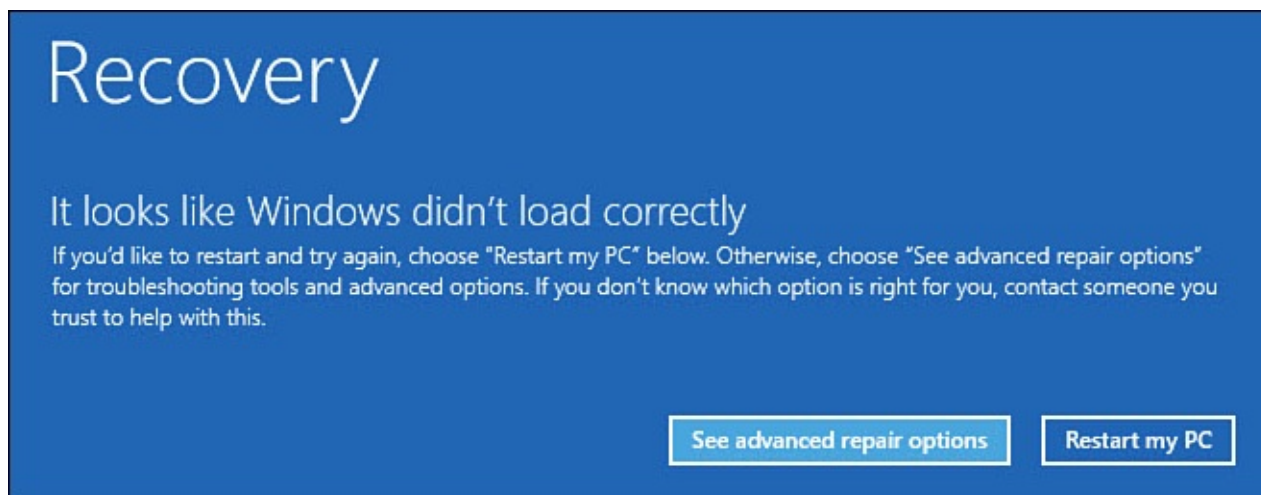 Recovery
It looks like Windows didn't load correctly
If you'd like to restart and try again, choose "Restart my PC" below. Otherwise, choose "See advanced repair options"
for troubleshooting tools and advanced options. If you don't know which option is right for you, contact someone you
trust to help with this.
See advanced repair options
Restart my PC